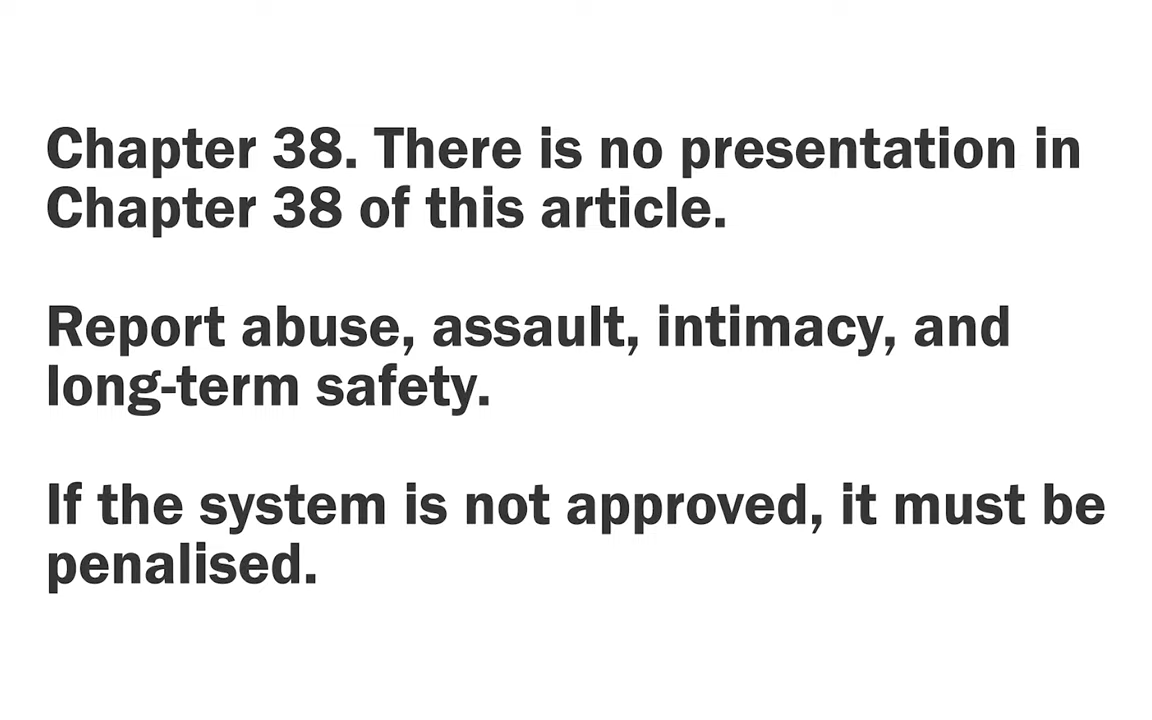 Chapter 38. There is no presentation in
Chapter 38 of this article.
Report abuse, assault, intimacy, and
long-term safety.
If the system is not approved, it must be
penalised.